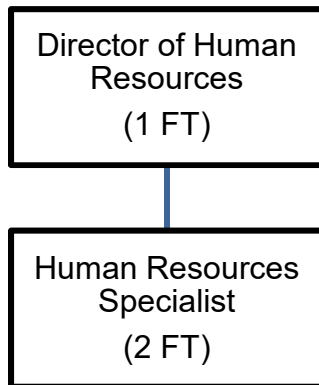 Director of Human
Resources
(1 FT)
Human Resources
Specialist
(2 FT)